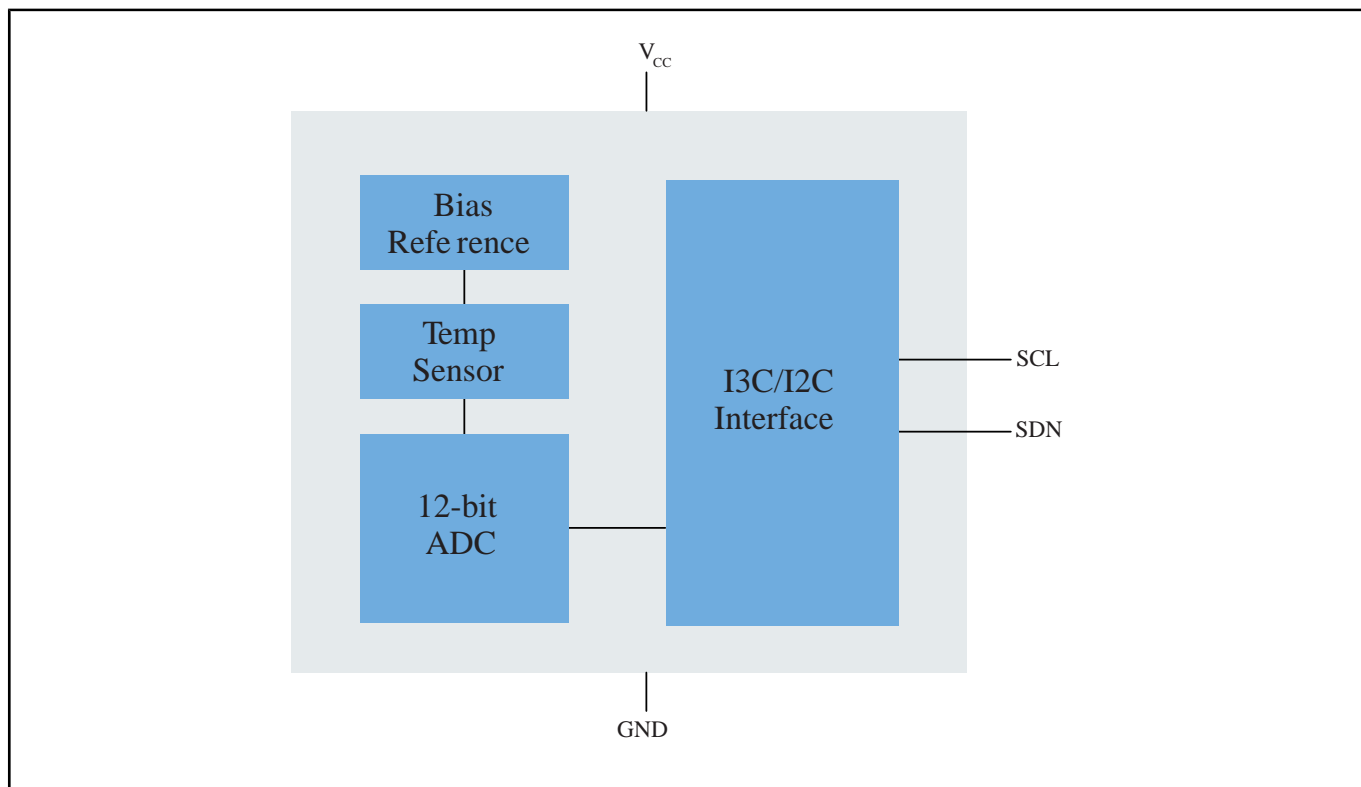 VCC
Bias
Refe rence
Temp
Sensor
12-bit
ADC
I3C/I2C
Interface
SCL
SDN
GND